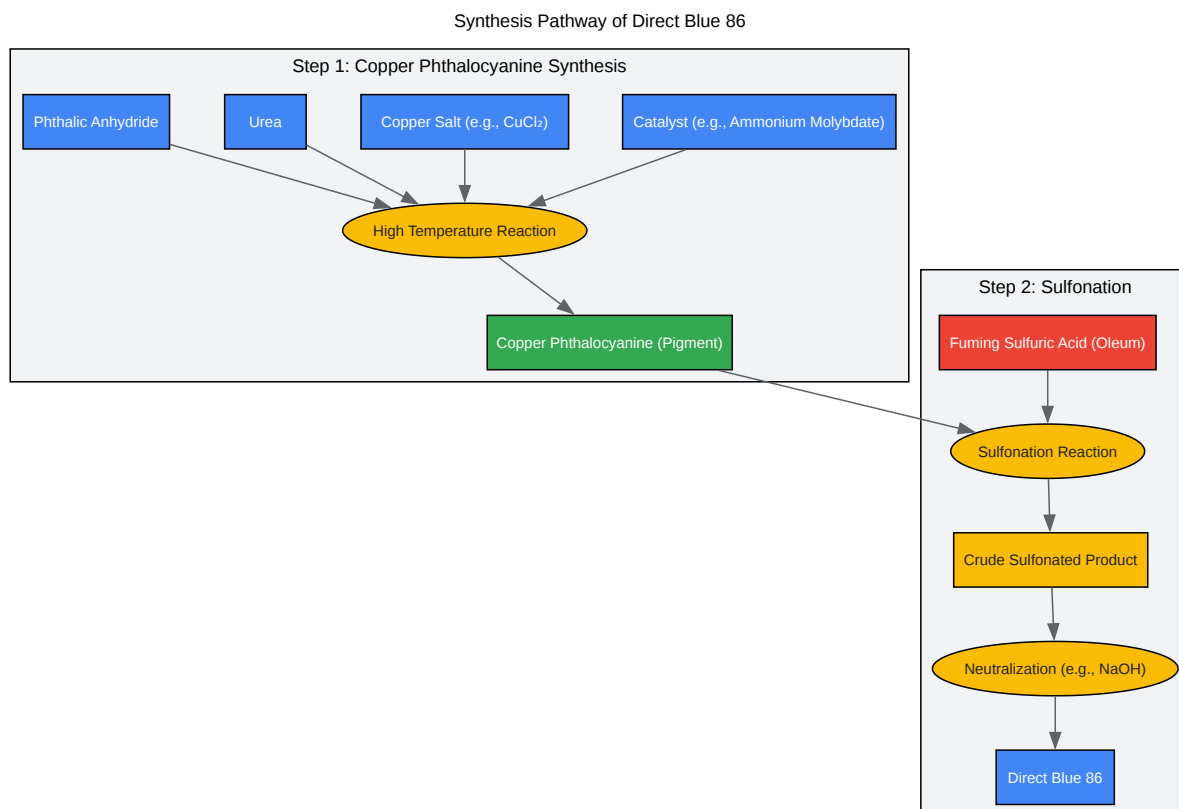 Synthesis Pathway of Direct Blue 86
Step 1: Copper Phthalocyanine Synthesis
Phthalic Anhydride
Urea
Copper Salt (e.g., CuCl₂)
Catalyst (e.g., Ammonium Molybdate)
High Temperature Reaction
Copper Phthalocyanine (Pigment)
Step 2: Sulfonation
Fuming Sulfuric Acid (Oleum)
Sulfonation Reaction
Crude Sulfonated Product
Neutralization (e.g., NaOH)
Direct Blue 86